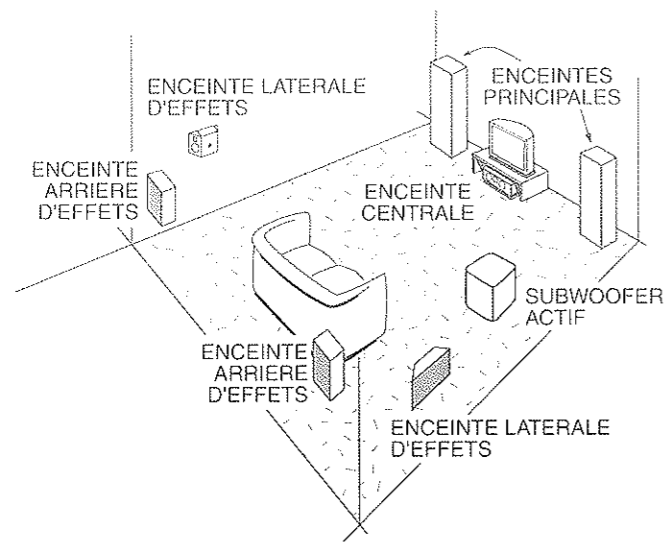 ENCEINTE LATERALE
D'EFFETS
ENCEINTES
PRINCIPALES
ENCEINTE
ARRIERE
D'EFFETS
ENCEINTE
CENTRALE
SUBWOOFER
ACTIF
ENCEINTE
ARRIERE
D'EFFETS
ENCEINTE LATERALE
D'EFFETS